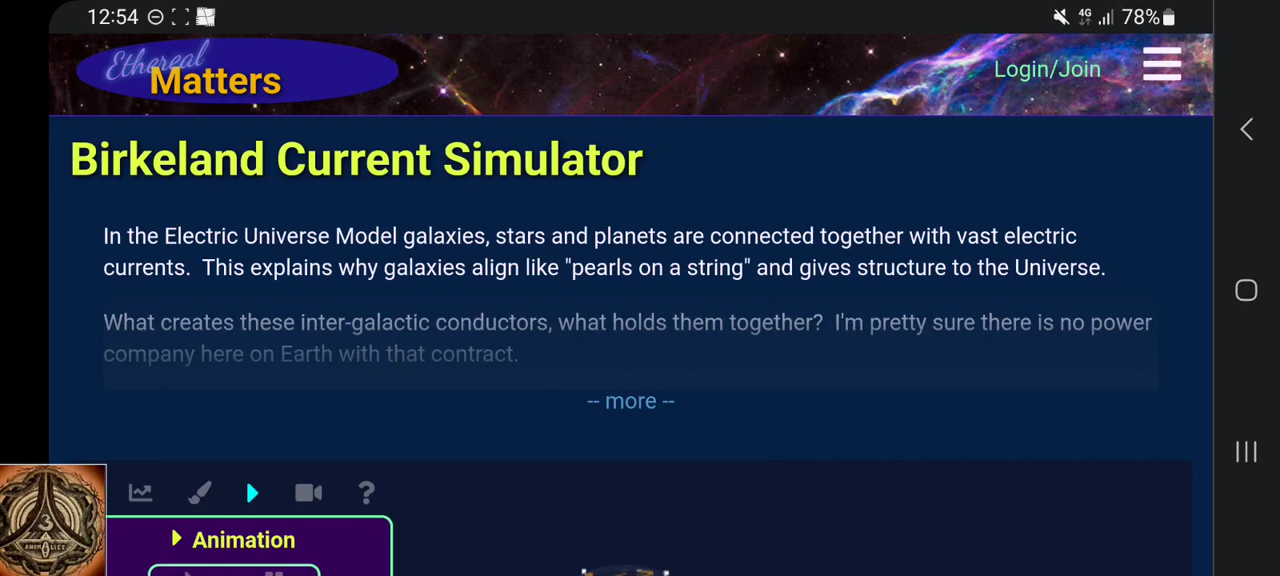 12:54
4G
78%
Ethereal
Matters
Login/Join
Birkeland Current Simulator
In the Electric Universe Model galaxies, stars and planets are connected together with vast electric
currents.  This explains why galaxies align like "pearls on a string" and gives structure to the Universe.
What creates these inter-galactic conductors, what holds them together?  I'm pretty sure there is no power
company here on Earth with that contract.
-- more --
?
Animation
3